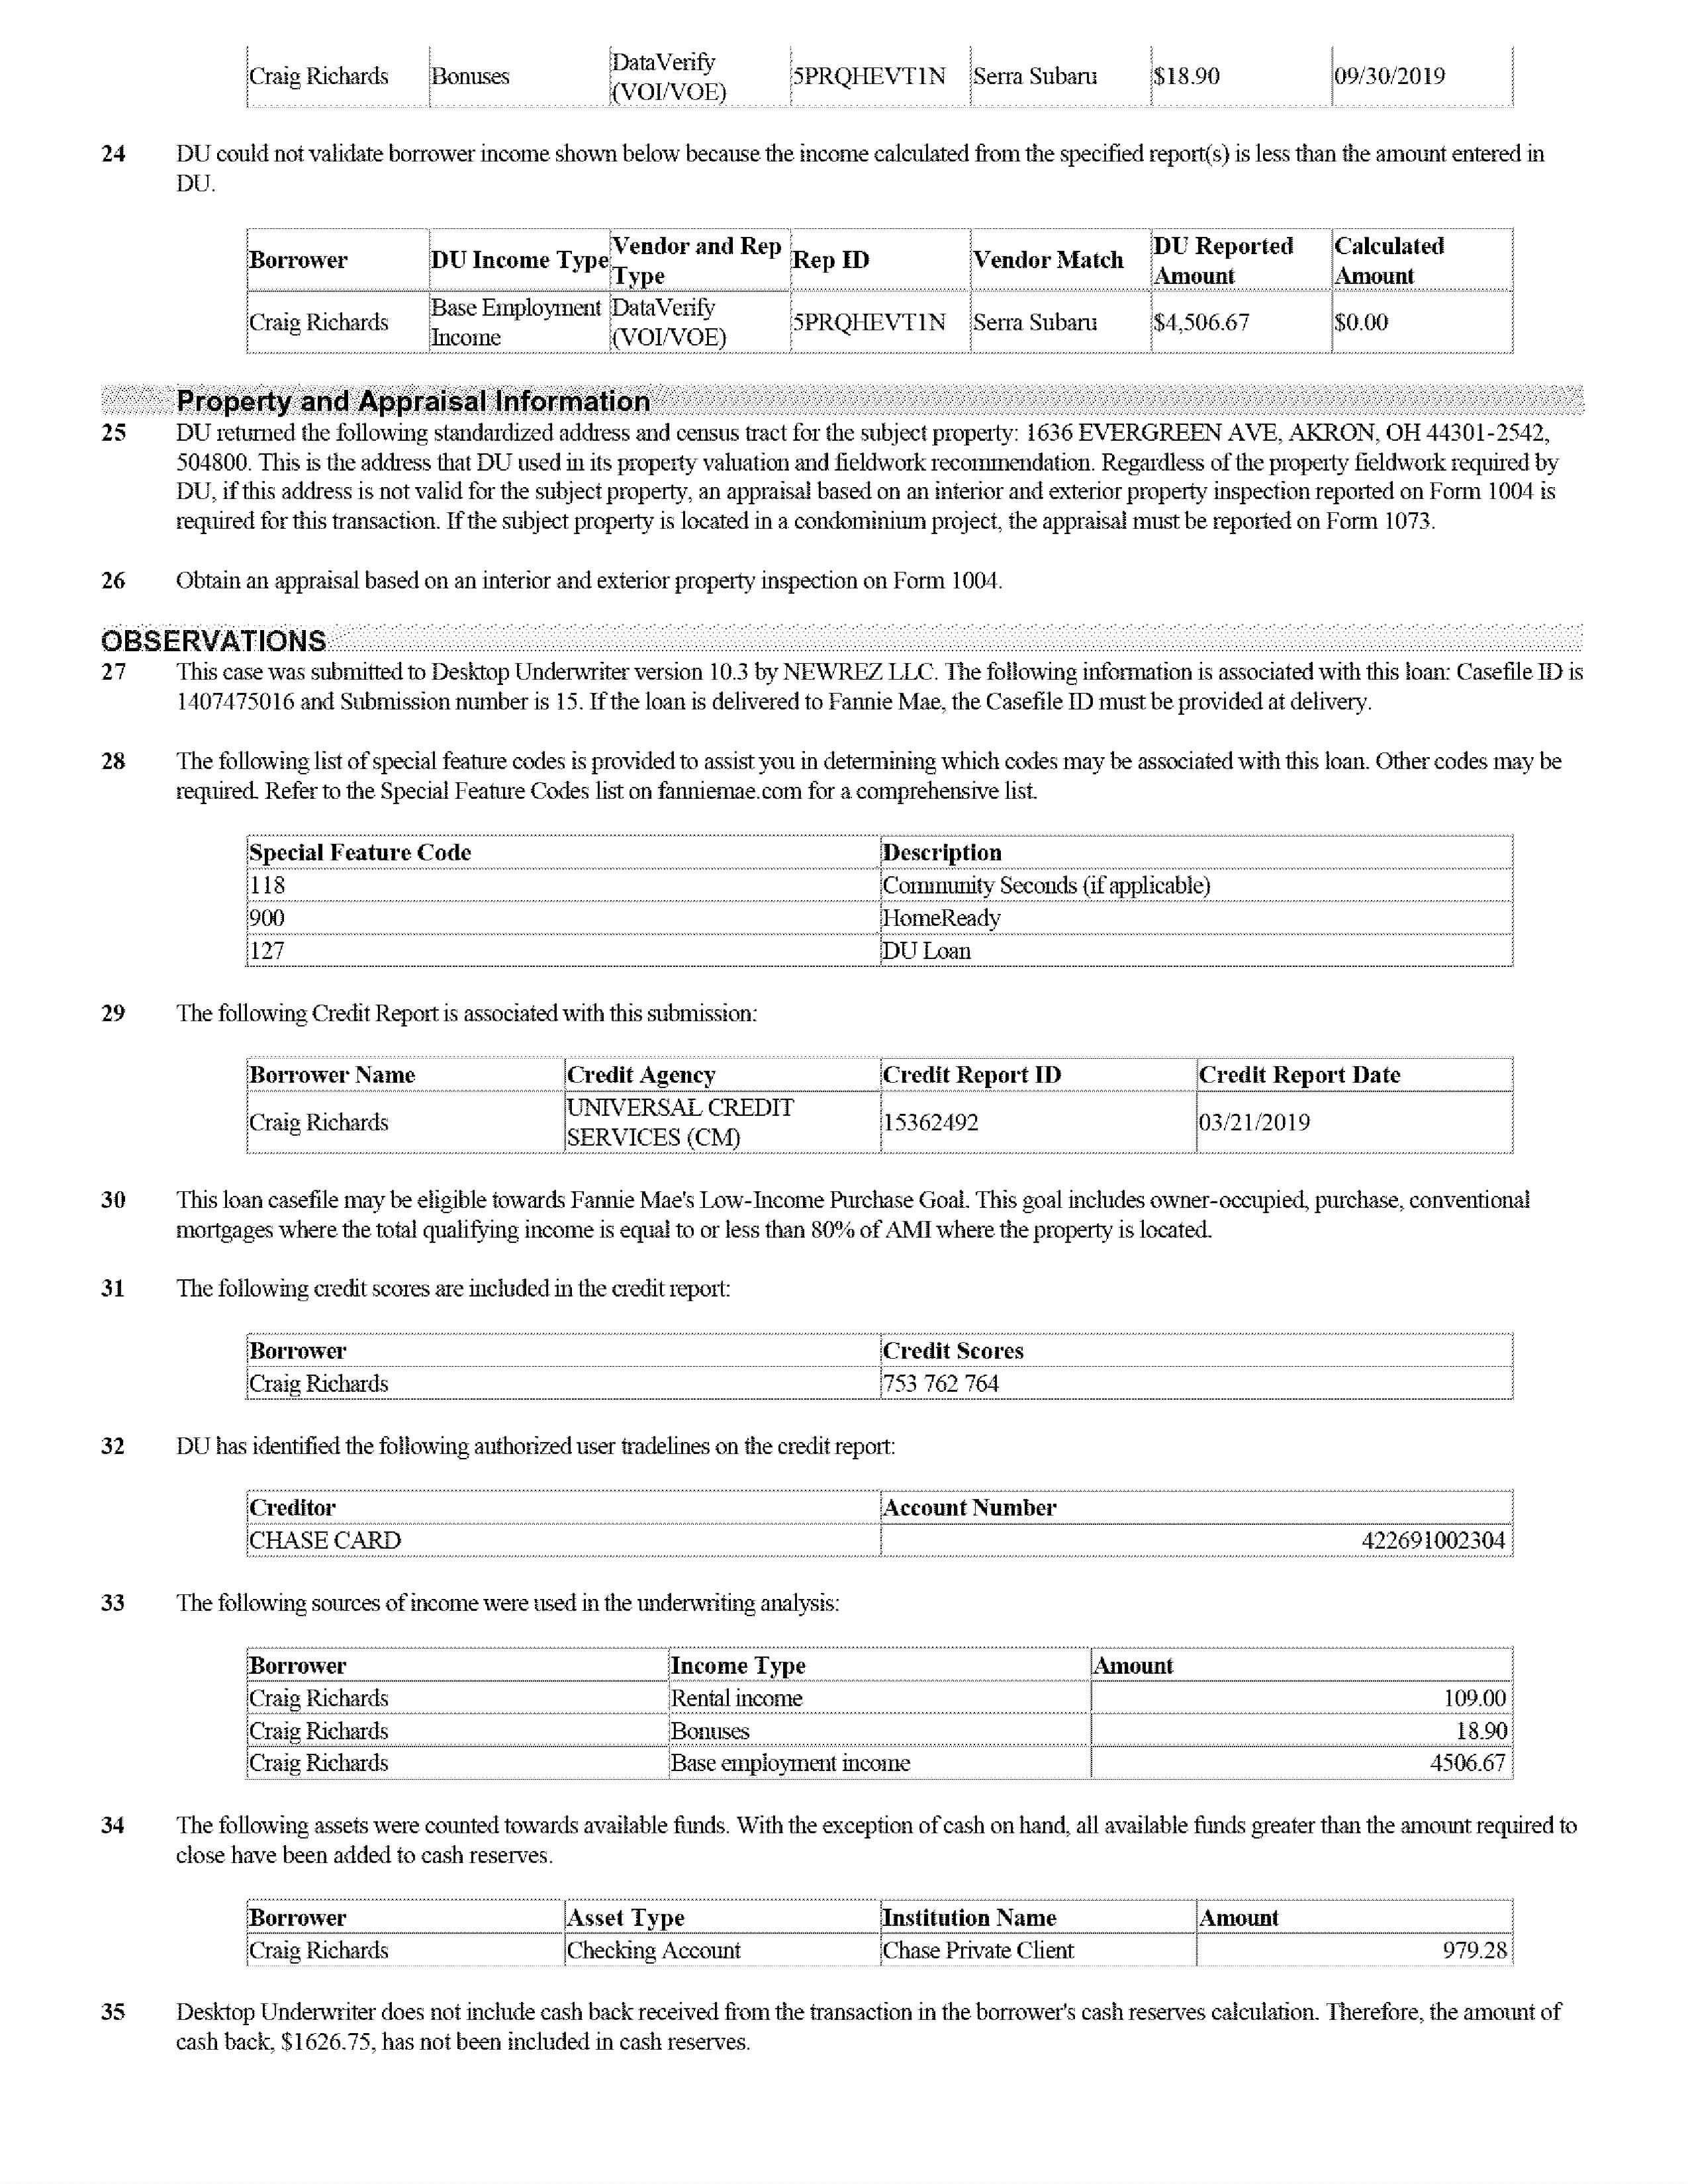 Craig Richards Bonuses DataVerify (VOI/VOE) 5PRQHEVT1N Serra Subaru $18.90 09/30/2019
24 DU could not validate borrower income shown below because the income calculated from the specified report(s) is less than the amount entered in
DU.
Borrower DU Income Type Vendor and Rep Type Rep ID Vendor Match DU Reported Amount Calculated Amount
Craig Richards Base Employment Income DataVerify (VOI/VOE) 5PRQHEVT1N Serra Subaru $4,506.67 $0.00
Property and Appraisal Information
25 DU returned the following standardized address and census tract for the subject property: 1636 EVERGREEN AVE, AKRON, OH 44301-2542,
504800. This is the address that DU used in its property valuation and fieldwork recommendation. Regardless of the property fieldwork required by
DU, if this address is not valid for the subject property, an appraisal based on an interior and exterior property inspection reported on Form 1004 is
required for this transaction. If the subject property is located in a condominium project, the appraisal must be reported on Form 1073.
26 Obtain an appraisal based on an interior and exterior property inspection on Form 1004.
OBSERVATIONS
27 This case was submitted to Desktop Underwriter version 10.3 by NEWREZ LLC. The following information is associated with this loan: Casefile ID is
1407475016 and Submission number is 15. If the loan is delivered to Fannie Mae, the Casefile ID must be provided at delivery.
28 The following list of special feature codes is provided to assist you in determining which codes may be associated with this loan. Other codes may be
required. Refer to the Special Feature Codes list on fanniemae.com for a comprehensive list.
Special Feature Code Description
118 Community Seconds (if applicable)
900 HomeReady
127 DU Loan
29 The following Credit Report is associated with this submission:
Borrower Name Credit Agency Credit Report ID Credit Report Date
Craig Richards UNIVERSAL CREDIT SERVICES (CM) 15362492 03/21/2019
30 This loan casefile may be eligible towards Fannie Mae's Low-Income Purchase Goal. This goal includes owner-occupied, purchase, conventional
mortgages where the total qualifying income is equal to or less than 80% of AMI where the property is located.
31 The following credit scores are included in the credit report:
Borrower Credit Scores
Craig Richards 753 762 764
32 DU has identified the following authorized user tradelines on the credit report:
Creditor Account Number
CHASE CARD 422691002304
33 The following sources of income were used in the underwriting analysis:
Borrower Income Type Amount
Craig Richards Rental income 109.00
Craig Richards Bonuses 18.90
Craig Richards Base employment income 4506.67
34 The following assets were counted towards available funds. With the exception of cash on hand, all available funds greater than the amount required to
close have been added to cash reserves.
Borrower Asset Type Institution Name Amount
Craig Richards Checking Account Chase Private Client 979.28
35 Desktop Underwriter does not include cash back received from the transaction in the borrower's cash reserves calculation. Therefore, the amount of
cash back, $1626.75, has not been included in cash reserves.